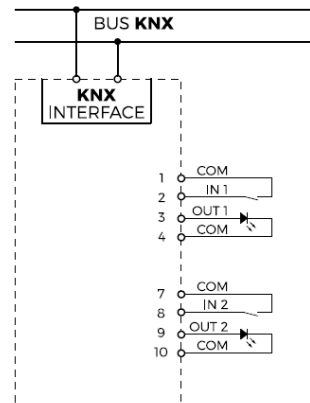 BUS KNX
KNX
INTERFACE
1 COM
2 IN 1
3 OUT 1
4 COM
7 COM
8 IN 2
9 OUT 2
10 COM